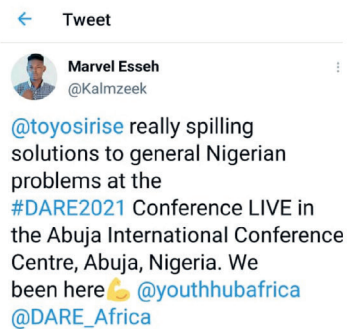 Tweet
Marvel Esseh
@Kalmzeek
@toyosirise really spilling
solutions to general Nigerian
problems at the
#DARE2021 Conference LIVE in
the Abuja International Conference
Centre, Abuja, Nigeria. We
been here💪 @youthhubafrica
@DARE_Africa